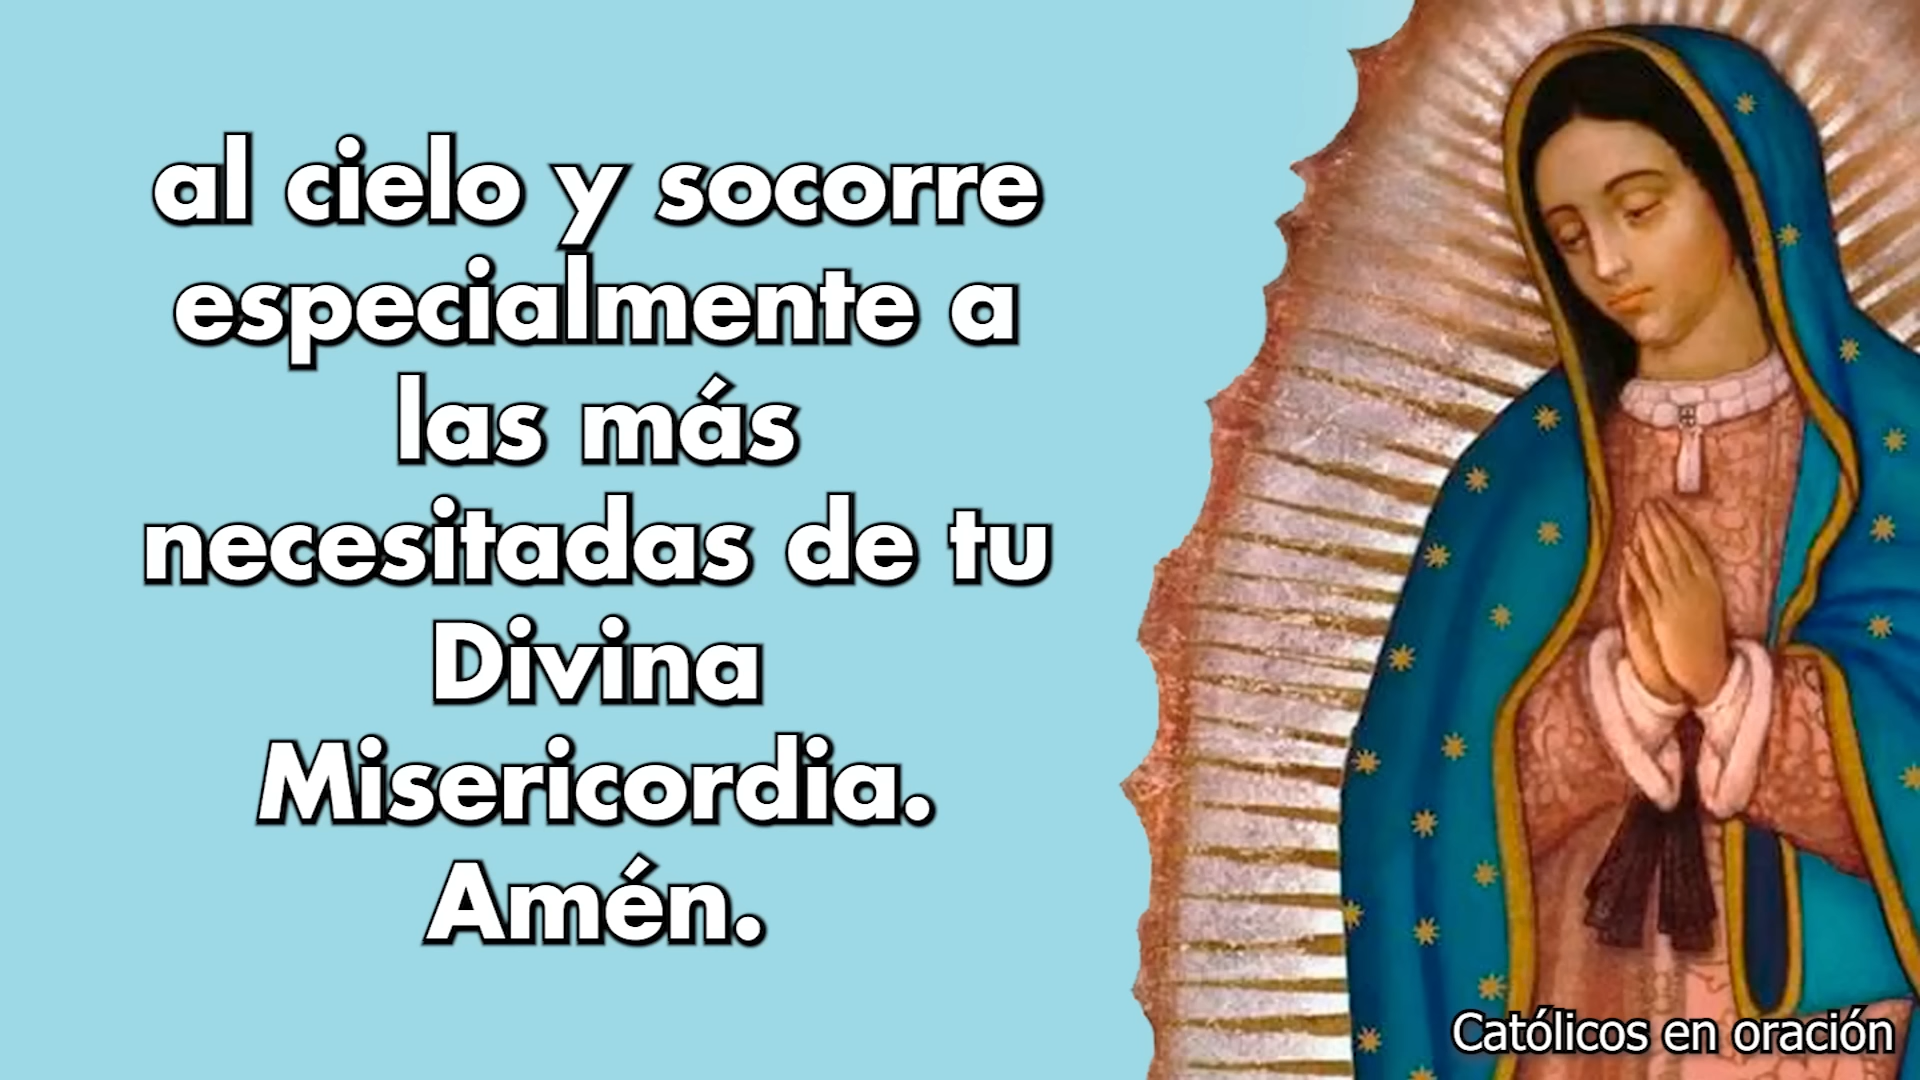 al cielo y socorre
especialmente a
las más
necesitadas de tu
Divina
Misericordia.
Amén.
Católicos en oración